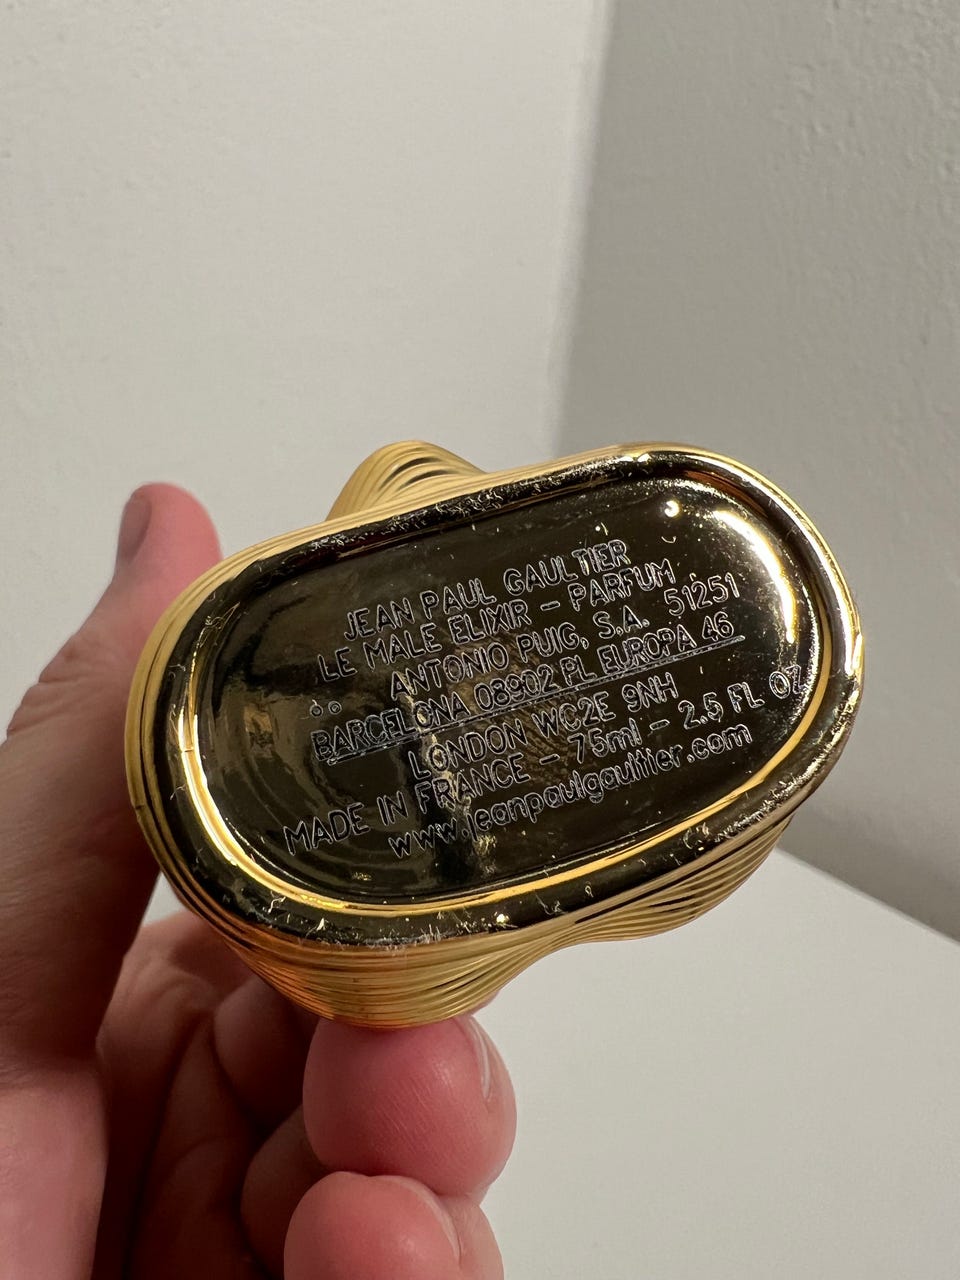 JEAN PAUL GAULTIER
LE MALE ELIXIR - PARFUM
ANTONIO PUIG, S.A. 51251
BARCELONA 08902 PL EUROPA 46
LONDON WC2E 9NH
MADE IN FRANCE - 75ml - 2.5 FL OZ
www.jeanpaulgaultier.com